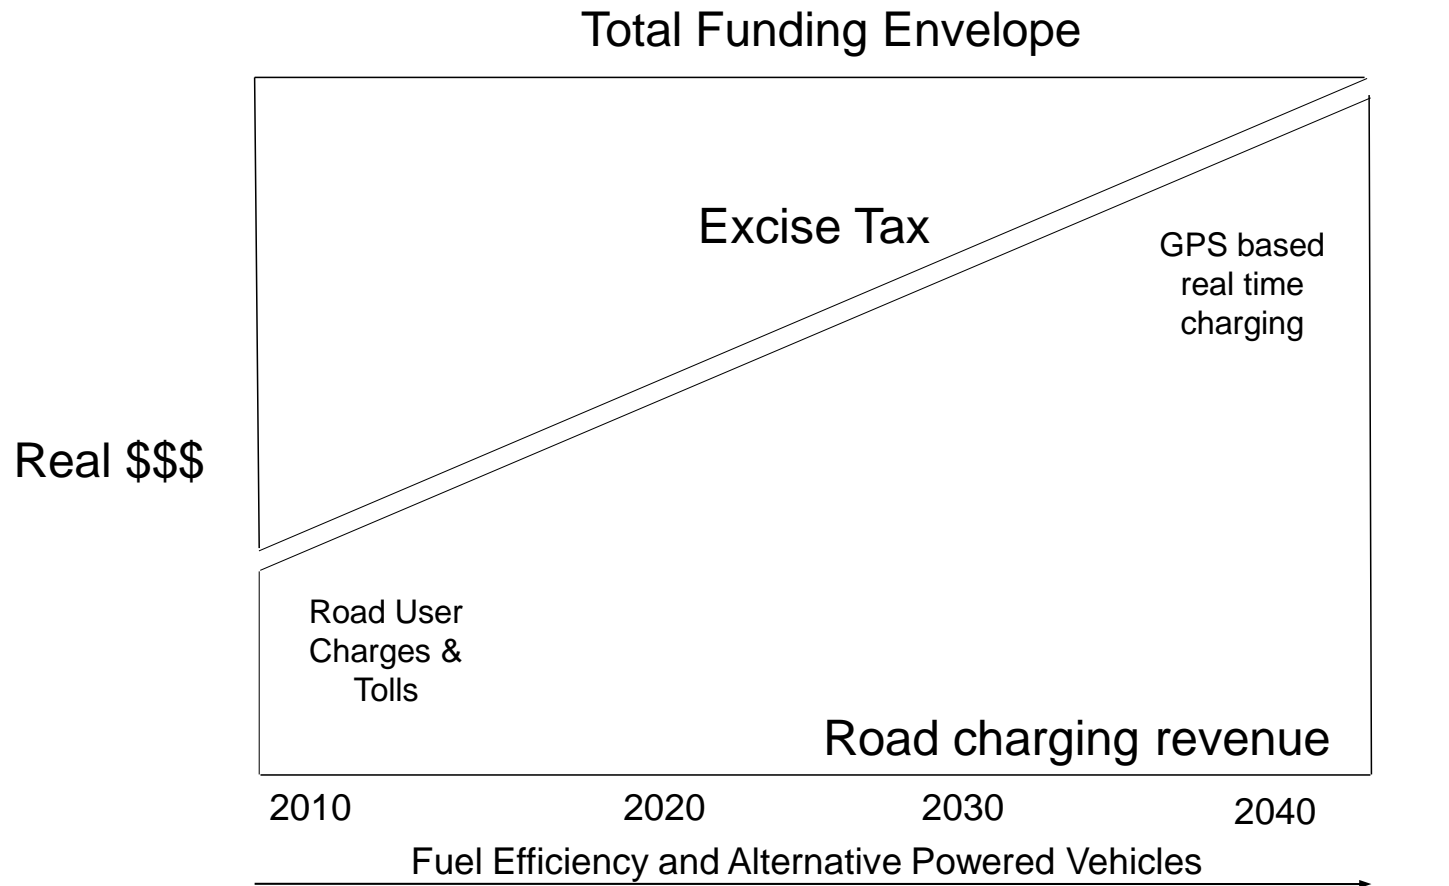 Total Funding Envelope
Excise Tax
GPS based
real time
charging
Real $$$
Road User
Charges &
Tolls
Road charging revenue
2010 2020 2030 2040
Fuel Efficiency and Alternative Powered Vehicles